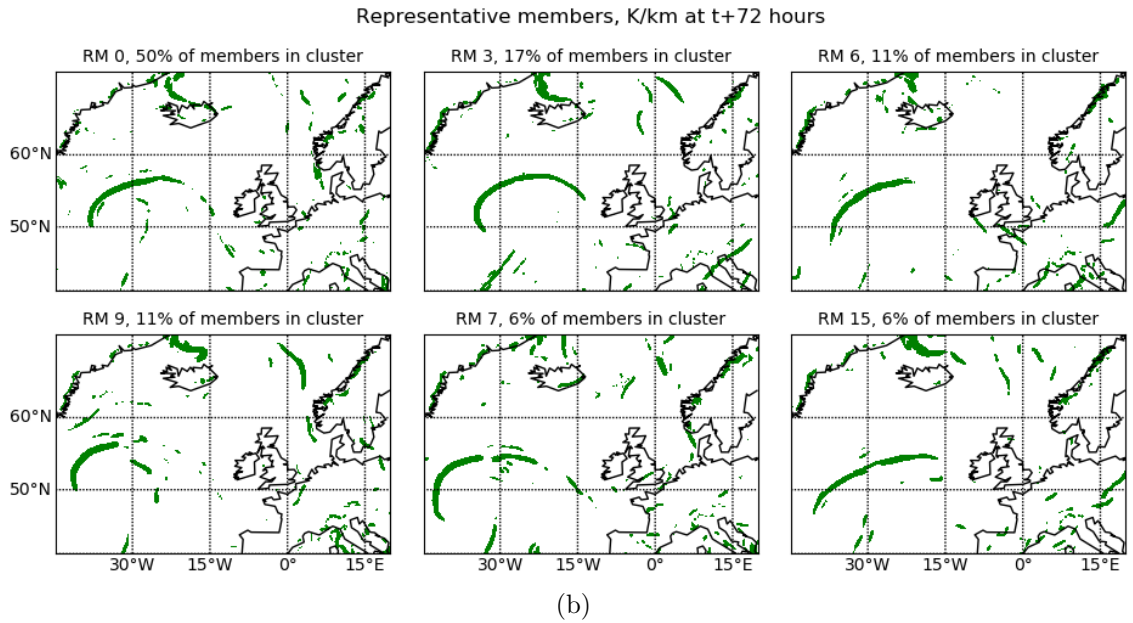 Representative members, K/km at t+72 hours
RM 0, 50% of members in cluster
RM 3, 17% of members in cluster
RM 6, 11% of members in cluster
60°N
50°N
RM 9, 11% of members in cluster
RM 7, 6% of members in cluster
RM 15, 6% of members in cluster
60°N
50°N
30°W 15°W 0° 15°E 30°W 15°W 0° 15°E 30°W 15°W 0° 15°E
(b)